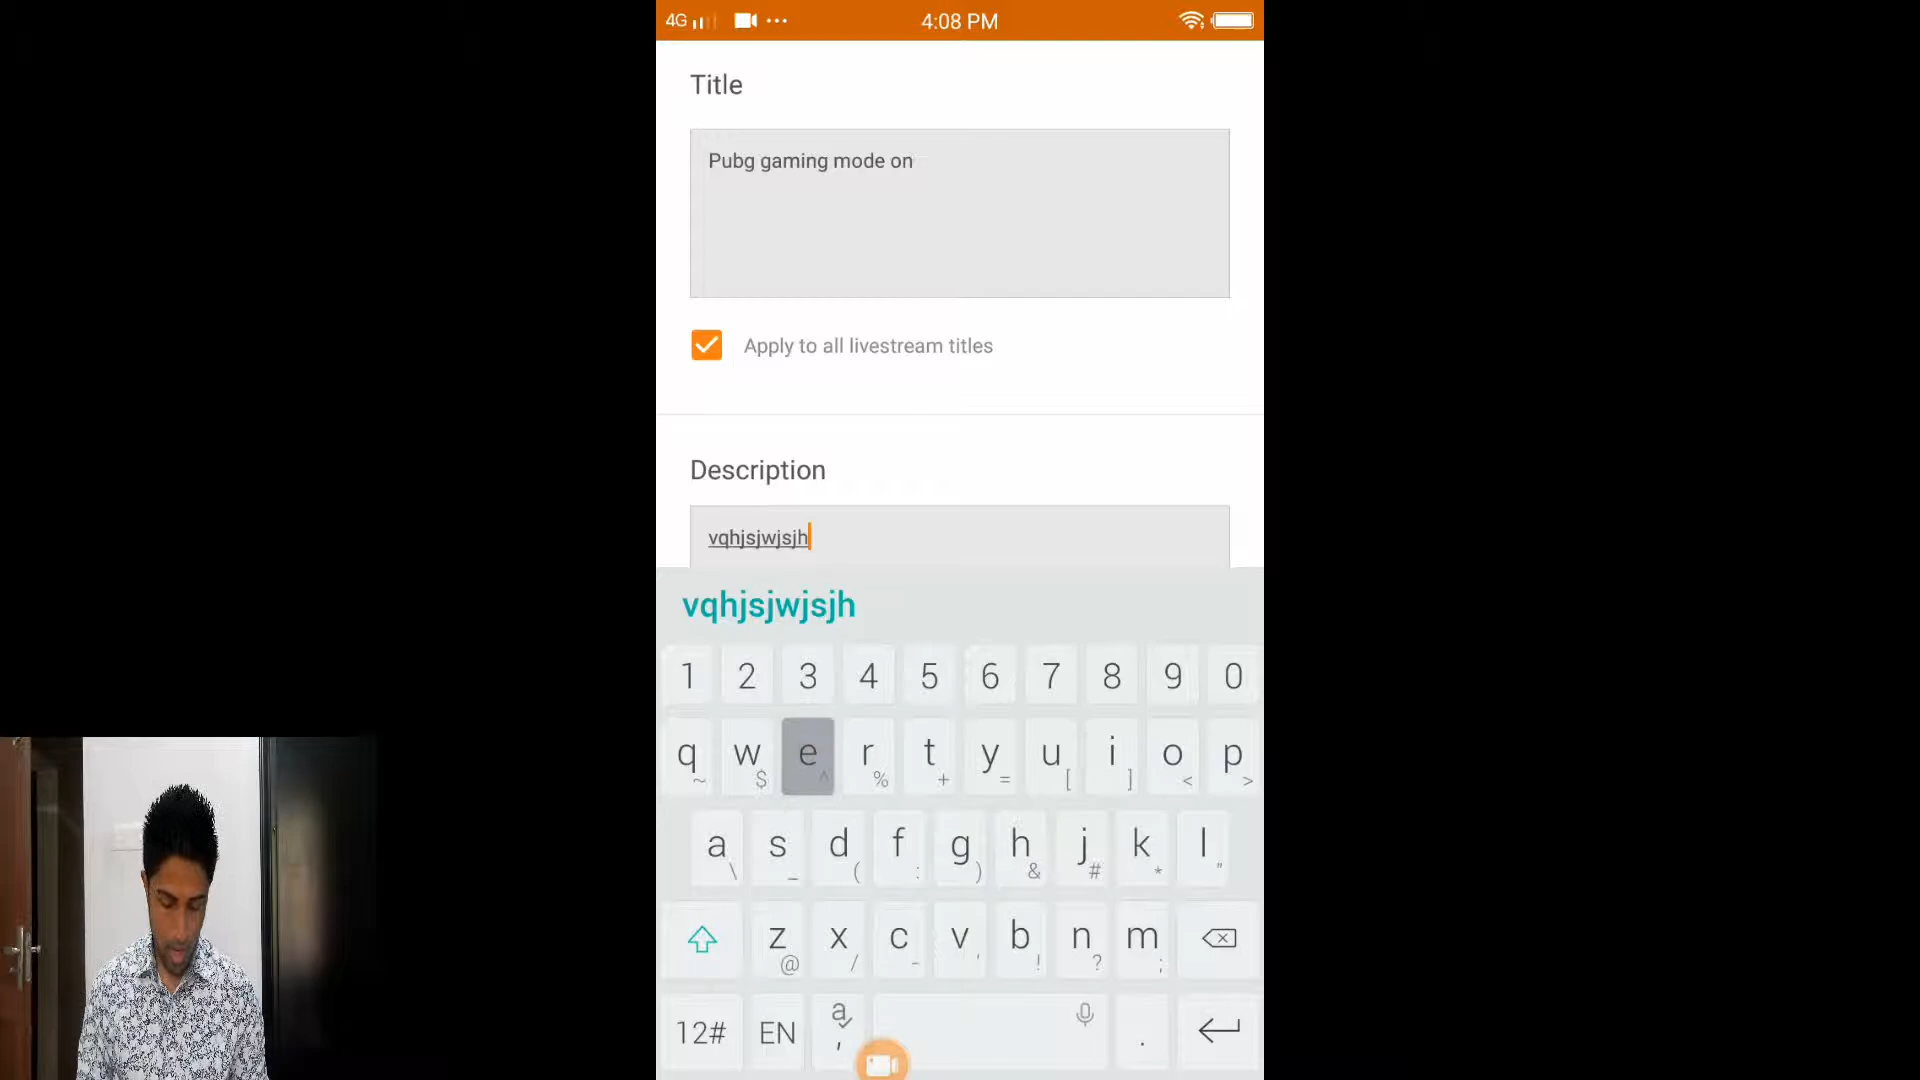 4G 4:08 PM
Title
Pubg gaming mode on
Apply to all livestream titles
Description
vqhjsjwjsjh
vqhjsjwjsjh
1 2 3 4 5 6 7 8 9 0
q w e r t y u i o p
~ $ ^ % + = [ ] < >
a s d f g h j k l
\ _ ( : ) & # * "
z x c v b n m
@ / - ' ! ? ;
12# EN a , .